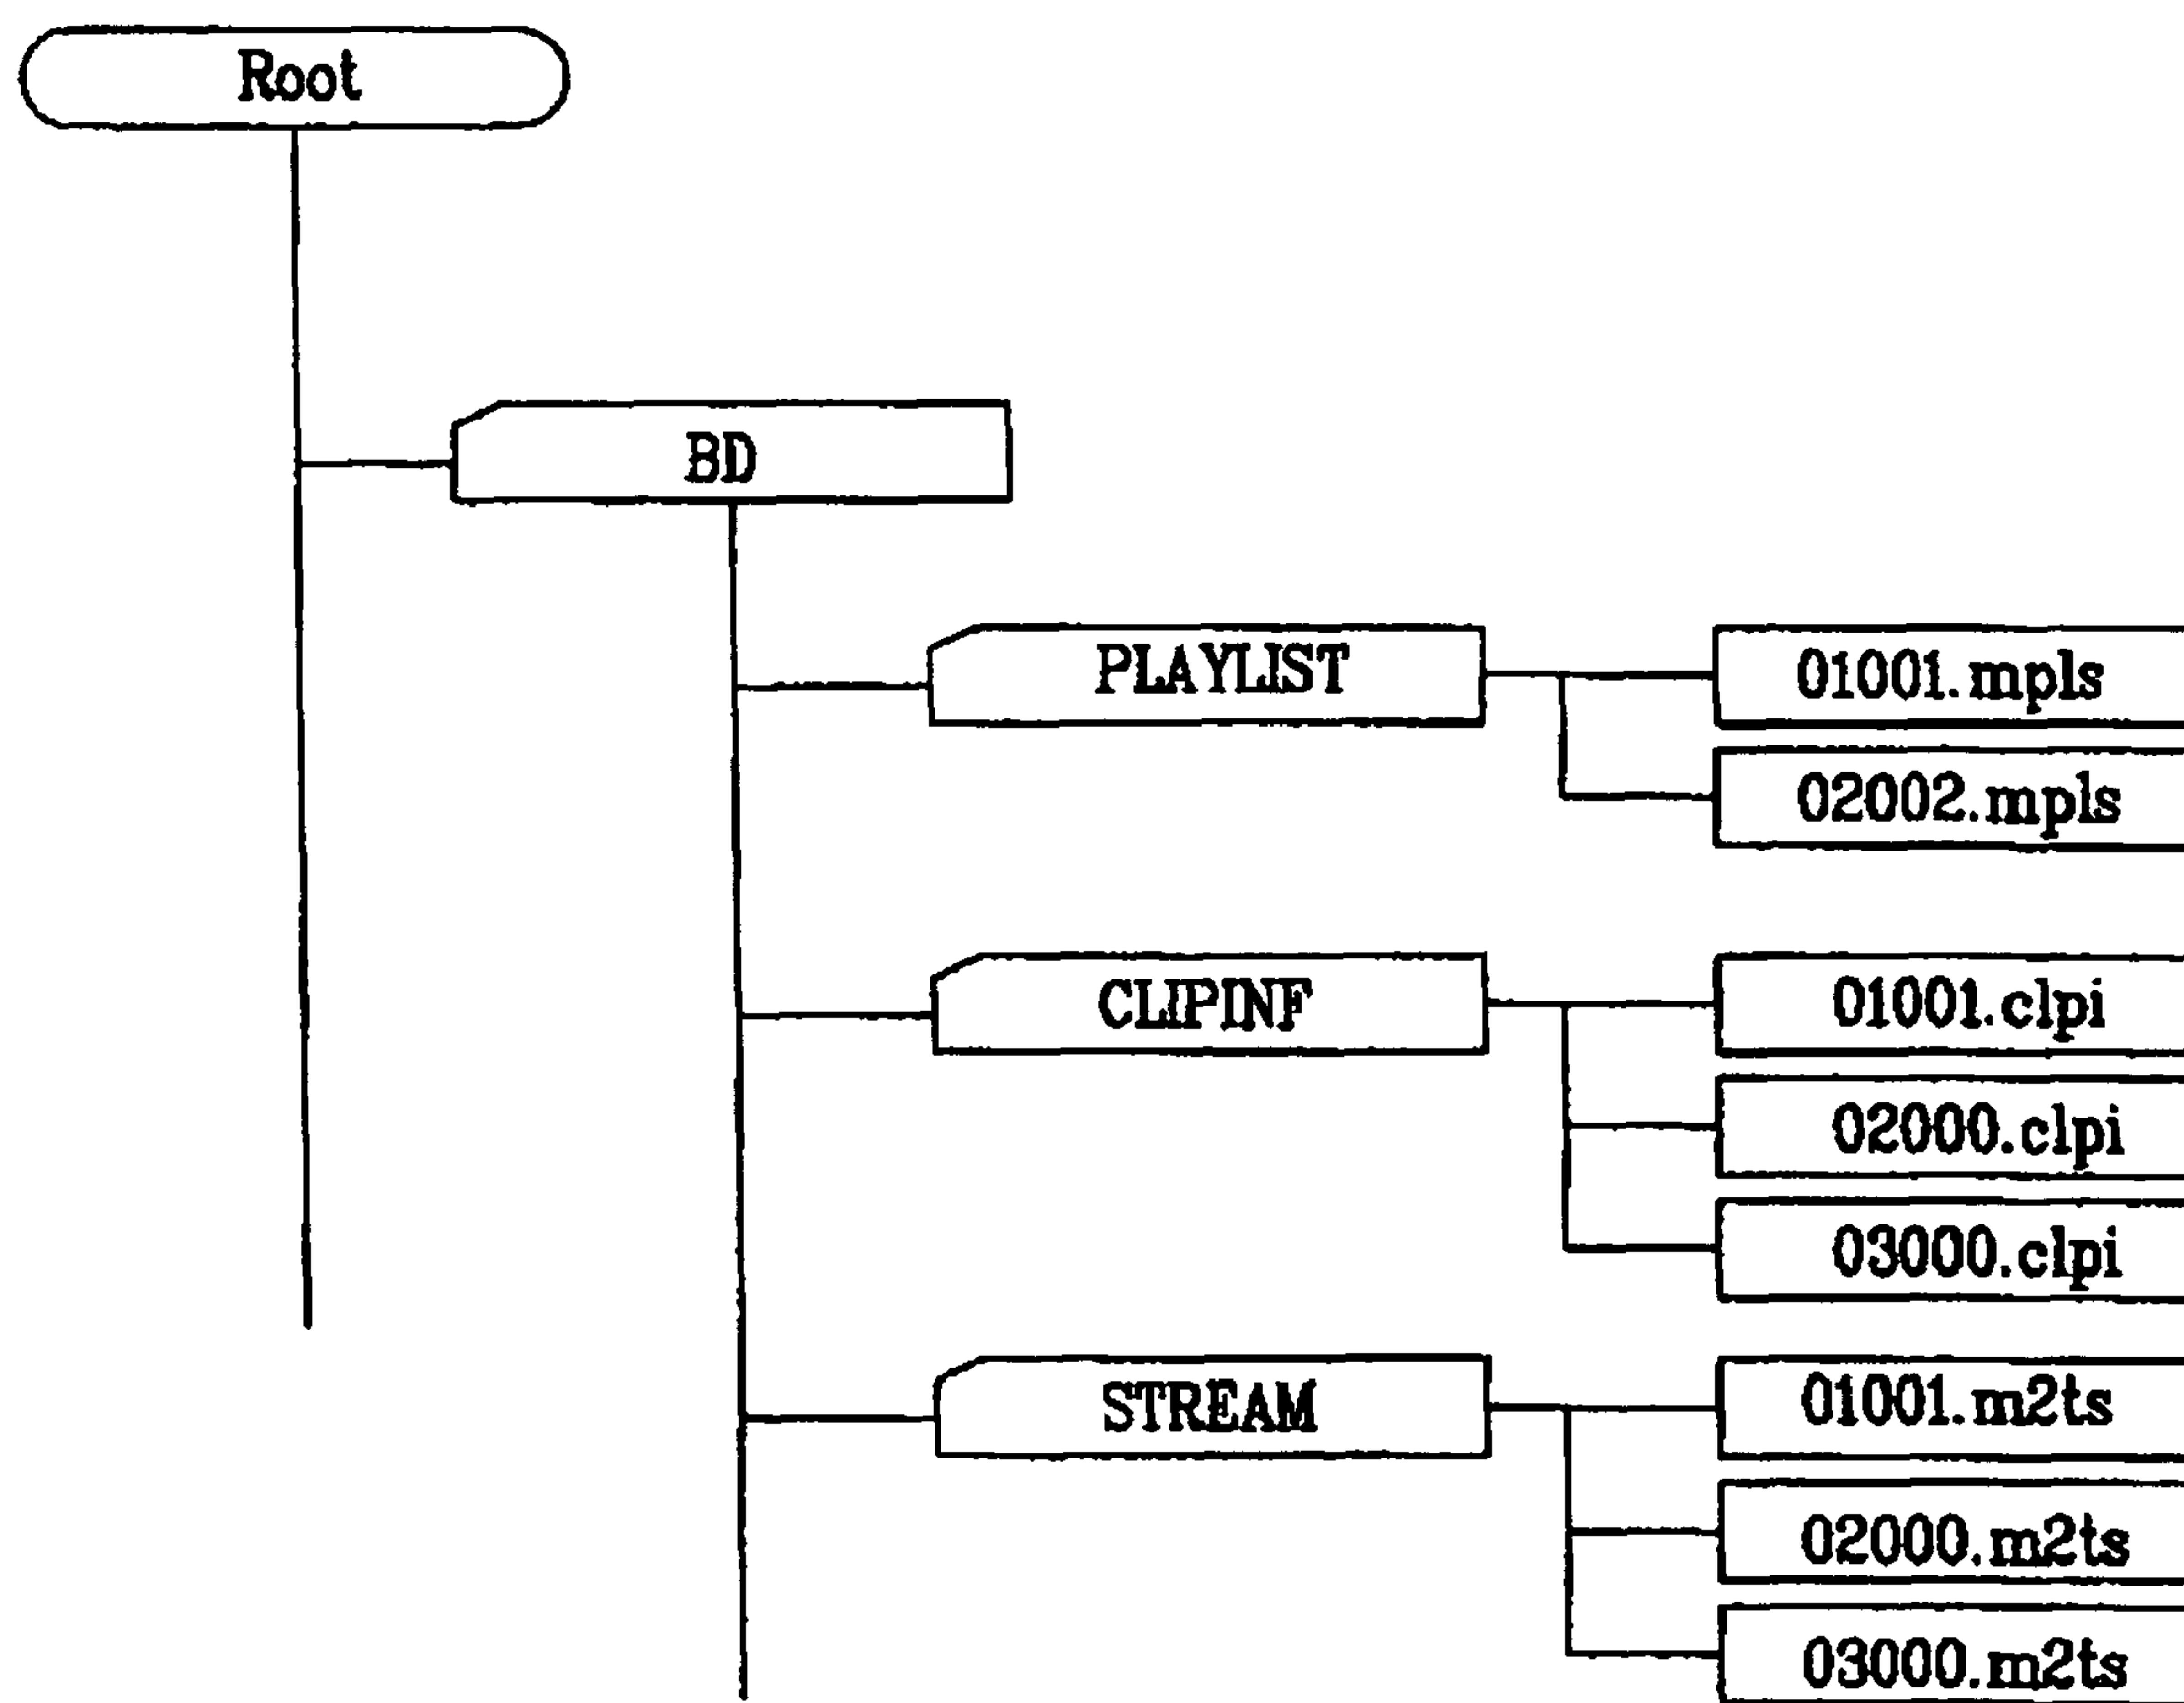 Root
BD
PLAYLIST
01001.mpls
02002.mpls
CLIPINF
01001.clpi
02000.clpi
03000.clpi
STREAM
01001.m2ts
02000.m2ts
03000.m2ts